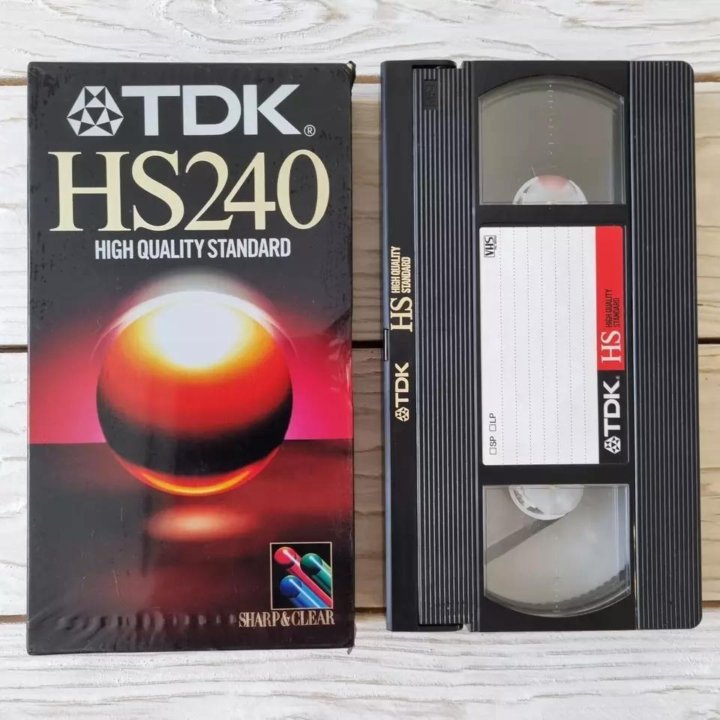 TDK®
HS240
HIGH QUALITY STANDARD
SHARP&CLEAR
TDK HS HIGH QUALITY
STANDARD
VHS
SP LP
TDK® HS HIGH QUALITY
STANDARD